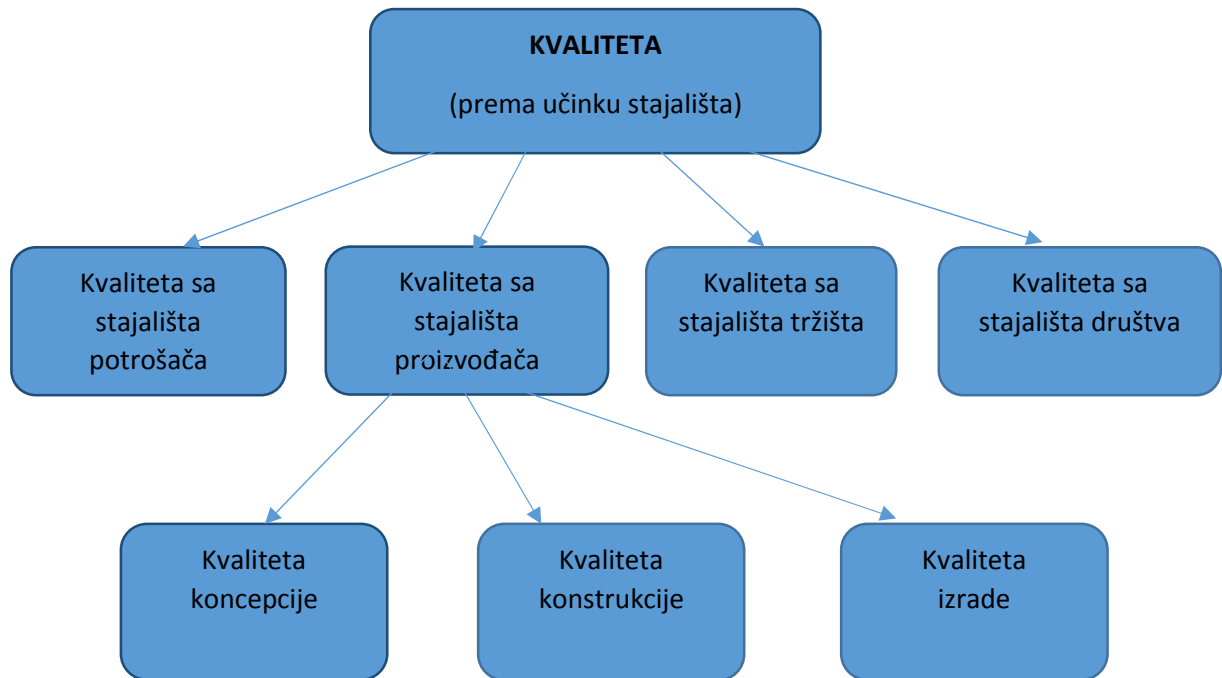 KVALITETA
(prema učinku stajališta)
Kvaliteta sa
stajališta
potrošača
Kvaliteta sa
stajališta
proizvođača
Kvaliteta sa
stajališta tržišta
Kvaliteta sa
stajališta društva
Kvaliteta
koncepcije
Kvaliteta
konstrukcije
Kvaliteta
izrade